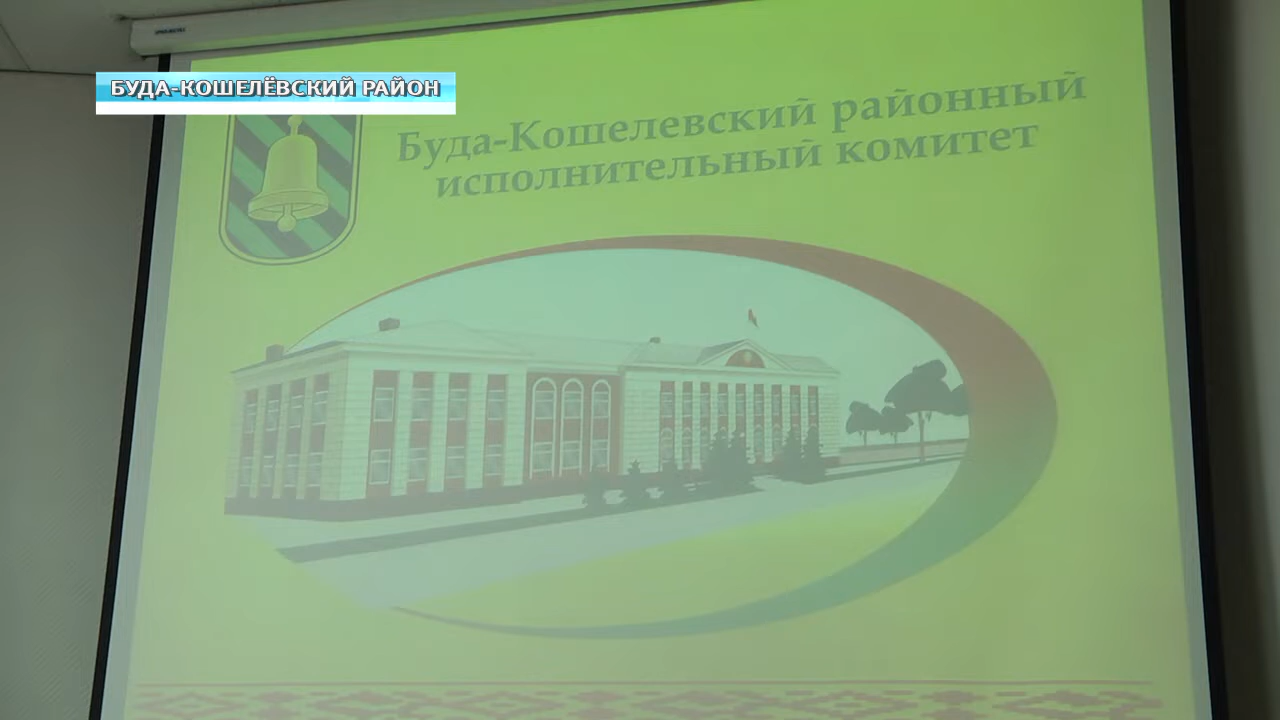 БУДА-КОШЕЛЁВСКИЙ РАЙОН
Буда-Кошелевский районный
исполнительный комитет